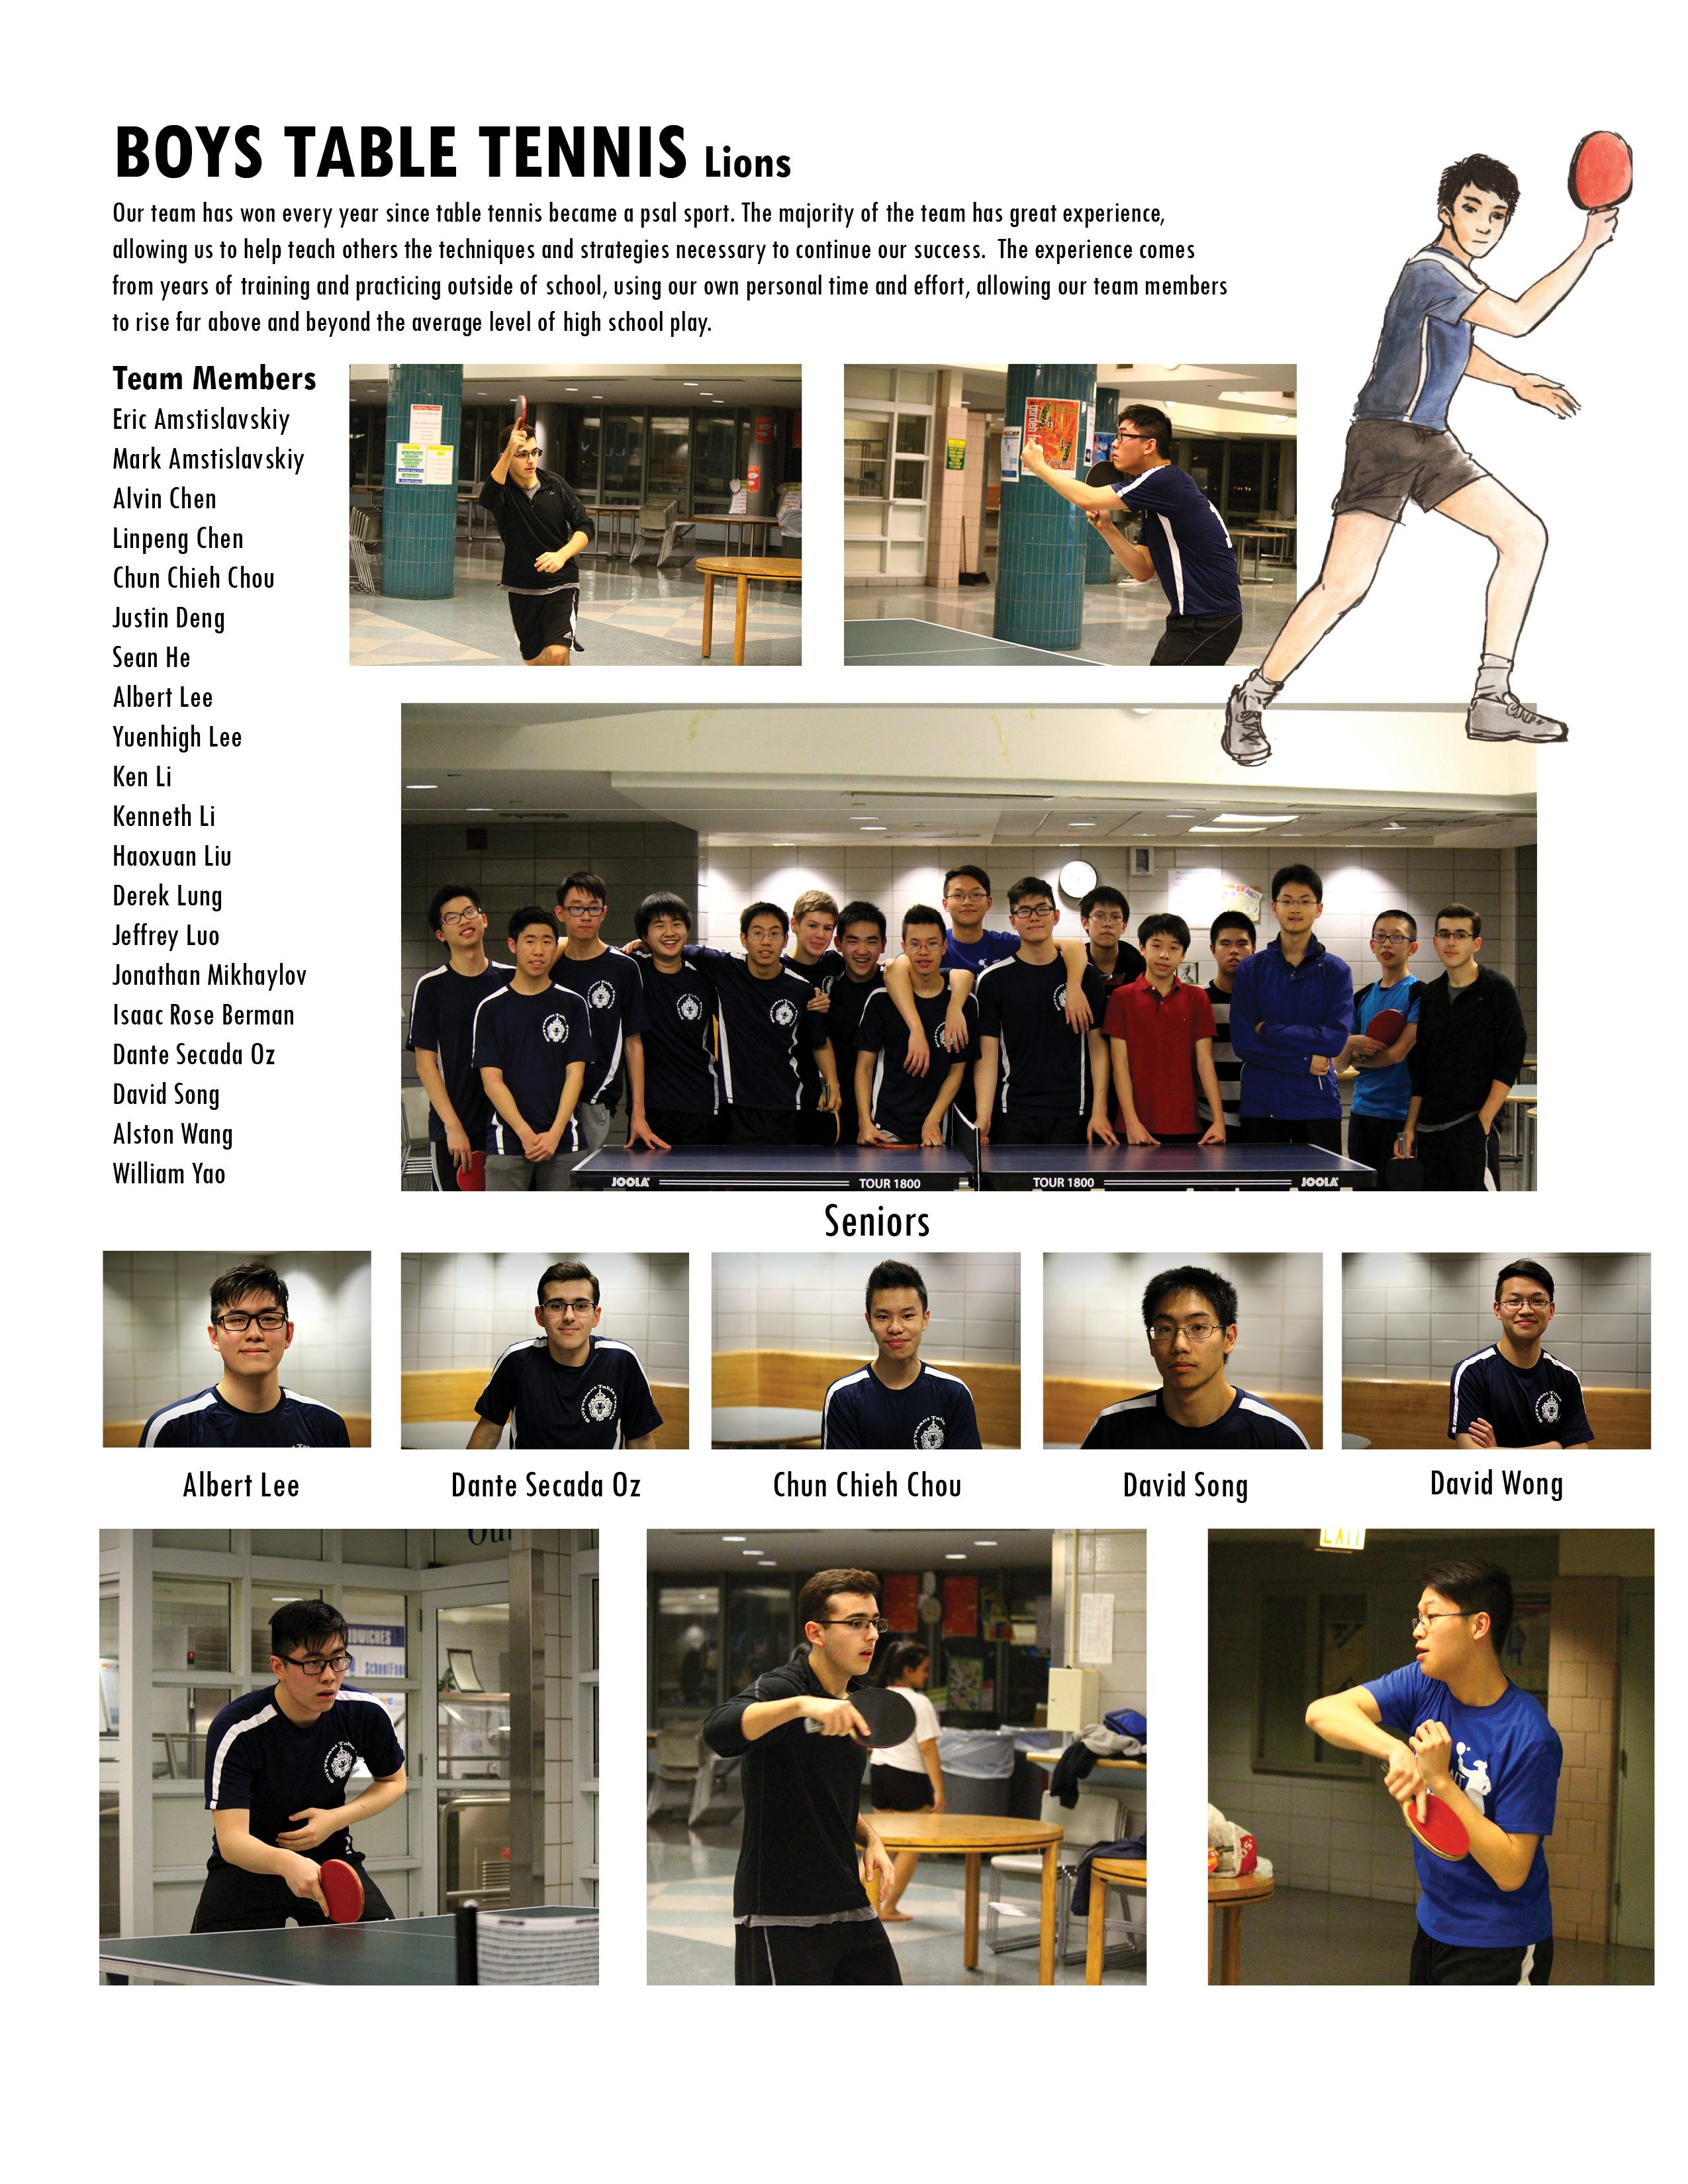 BOYS TABLE TENNIS Lions
Our team has won every year since table tennis became a psal sport. The majority of the team has great experience,
allowing us to help teach others the techniques and strategies necessary to continue our success.  The experience comes
from years of training and practicing outside of school, using our own personal time and effort, allowing our team members
to rise far above and beyond the average level of high school play.
Team Members
Eric Amstislavskiy
Mark Amstislavskiy
Alvin Chen
Linpeng Chen
Chun Chieh Chou
Justin Deng
Sean He
Albert Lee
Yuenhigh Lee
Ken Li
Kenneth Li
Haoxuan Liu
Derek Lung
Jeffrey Luo
Jonathan Mikhaylov
Isaac Rose Berman
Dante Secada Oz
David Song
Alston Wang
William Yao
JOOLA TOUR 1800 TOUR 1800 JOOLA
Seniors
Albert Lee
Dante Secada Oz
Chun Chieh Chou
David Song
David Wong
Out
DWICHES
SchoolFood
EXIT